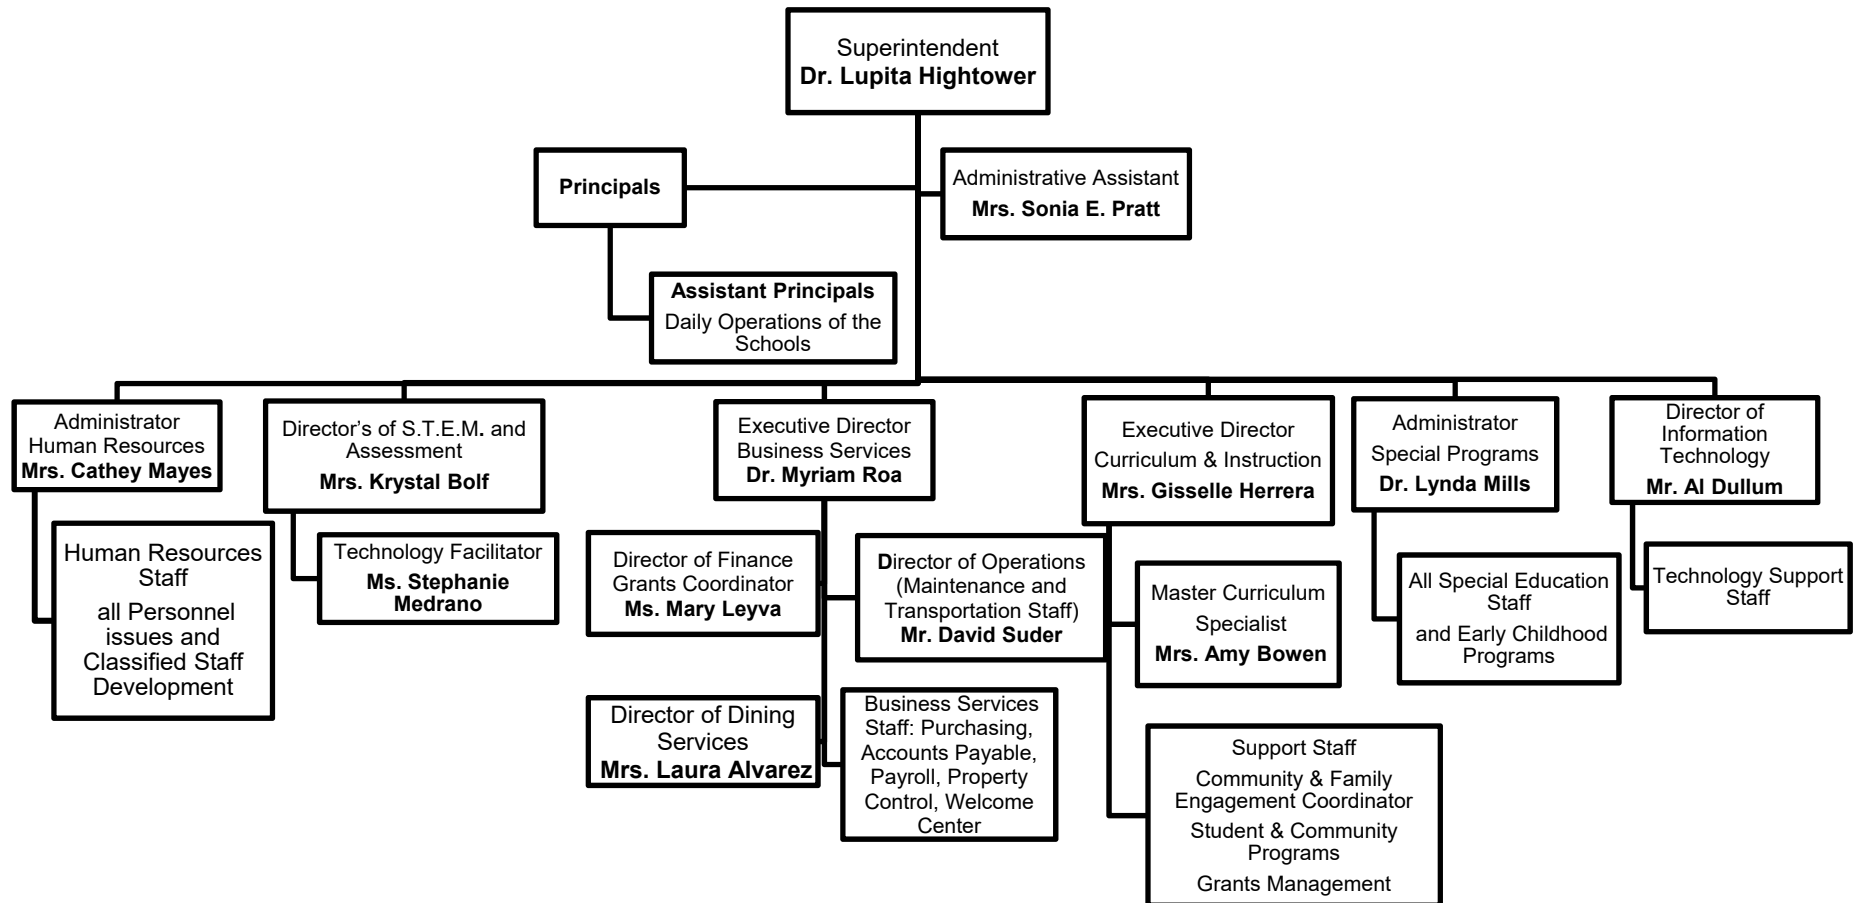 Superintendent
Dr. Lupita Hightower
Principals
Administrative Assistant
Mrs. Sonia E. Pratt
Assistant Principals
Daily Operations of the
Schools
Administrator
Human Resources
Mrs. Cathey Mayes
Director’s of S.T.E.M. and
Assessment
Mrs. Krystal Bolf
Executive Director
Business Services
Dr. Myriam Roa
Executive Director
Curriculum & Instruction
Mrs. Gisselle Herrera
Administrator
Special Programs
Dr. Lynda Mills
Director of
Information
Technology
Mr. Al Dullum
Human Resources
Staff
all Personnel
issues and
Classified Staff
Development
Technology Facilitator
Ms. Stephanie
Medrano
Director of Finance
Grants Coordinator
Ms. Mary Leyva
Director of Operations
(Maintenance and
Transportation Staff)
Mr. David Suder
Master Curriculum
Specialist
Mrs. Amy Bowen
All Special Education
Staff
and Early Childhood
Programs
Technology Support
Staff
Director of Dining
Services
Mrs. Laura Alvarez
Business Services
Staff: Purchasing,
Accounts Payable,
Payroll, Property
Control, Welcome
Center
Support Staff
Community & Family
Engagement Coordinator
Student & Community
Programs
Grants Management